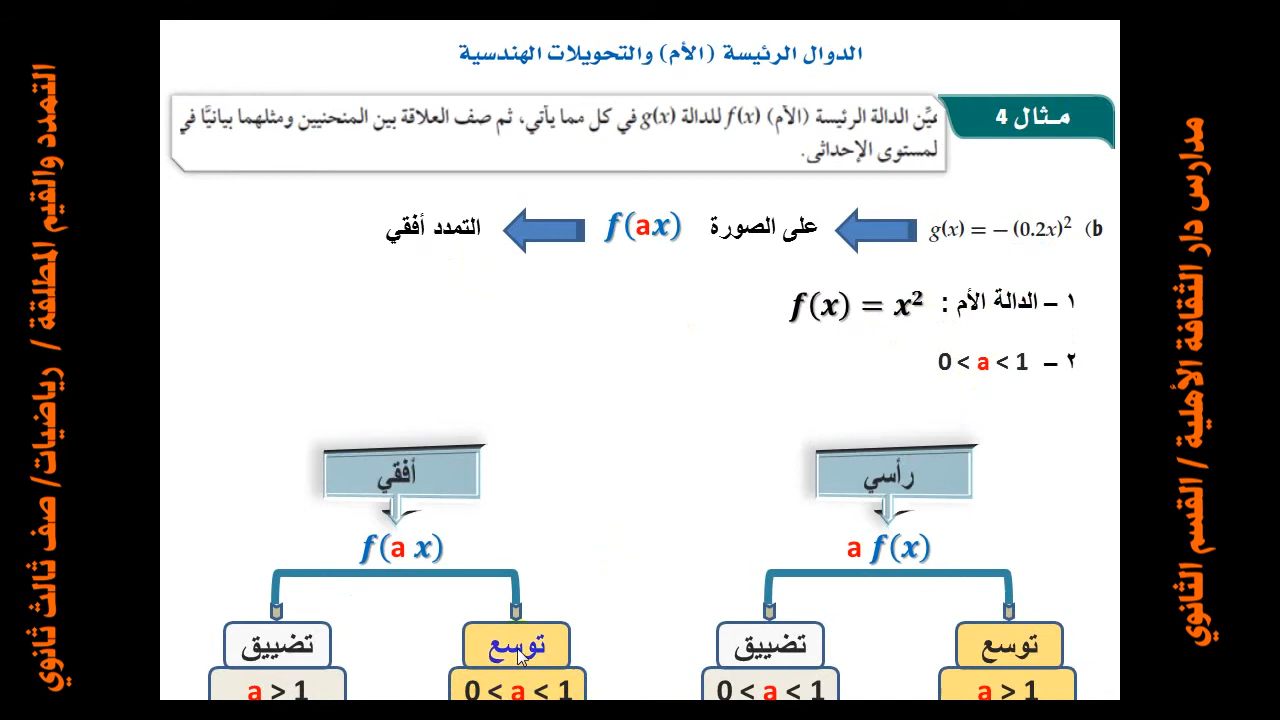 الدوال الرئيسة (الأم) والتحويلات الهندسية
مـثال 4
عيِّن الدالة الرئيسة (الأم) f(x) للدالة g(x) في كل مما يأتي، ثم صف العلاقة بين المنحنيين ومثلهما بيانيًّا في
لمستوى الإحداثي.
b) g(x) = – (0.2x)² على الصورة f(ax) التمدد أفقي
١ – الدالة الأم : f(x) = x²
٢ – 0 < a < 1
رأسي
a f(x)
توسع
a > 1
تضييق
0 < a < 1
أفقي
f(a x)
توسع
0 < a < 1
تضييق
a > 1
مدارس دار الثقافة الأهلية / القسم الثانوي
التمدد والقيم المطلقة / رياضيات/ صف ثالث ثانوي